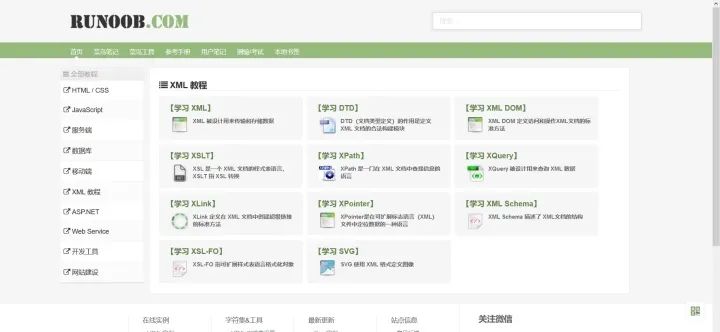 RUNOOB.COM
搜索...
首页 菜鸟笔记 菜鸟工具 参考手册 用户笔记 测验/考试 本地书签
全部教程
HTML / CSS
JavaScript
服务端
数据库
移动端
XML 教程
ASP.NET
Web Service
开发工具
网站建设
XML 教程
【学习 XML】
XML 被设计用来传输和存储数据
【学习 DTD】
DTD（文档类型定义）的作用是定义
XML 文档的合法构建模块
【学习 XML DOM】
XML DOM 定义访问和操作XML文档的标
准方法
【学习 XSLT】
XSL 是一个 XML 文档的样式表语言，
XSLT 指 XSL 转换
【学习 XPath】
XPath 是一门在 XML 文档中查找信息的
语言
【学习 XQuery】
XQuery 被设计用来查询 XML 数据
【学习 XLink】
XLink 定义在 XML 文档中创建超级链接
的标准方法
【学习 XPointer】
XPointer是在可扩展标志语言（XML）
文件中定位数据的一种语言
【学习 XML Schema】
XML Schema 描述了 XML文档的结构
【学习 XSL-FO】
XSL-FO 指可扩展样式表语言格式化对象
【学习 SVG】
SVG 使用 XML 格式定义图像
在线实例 字符集&工具 最新更新 站点信息 关注微信